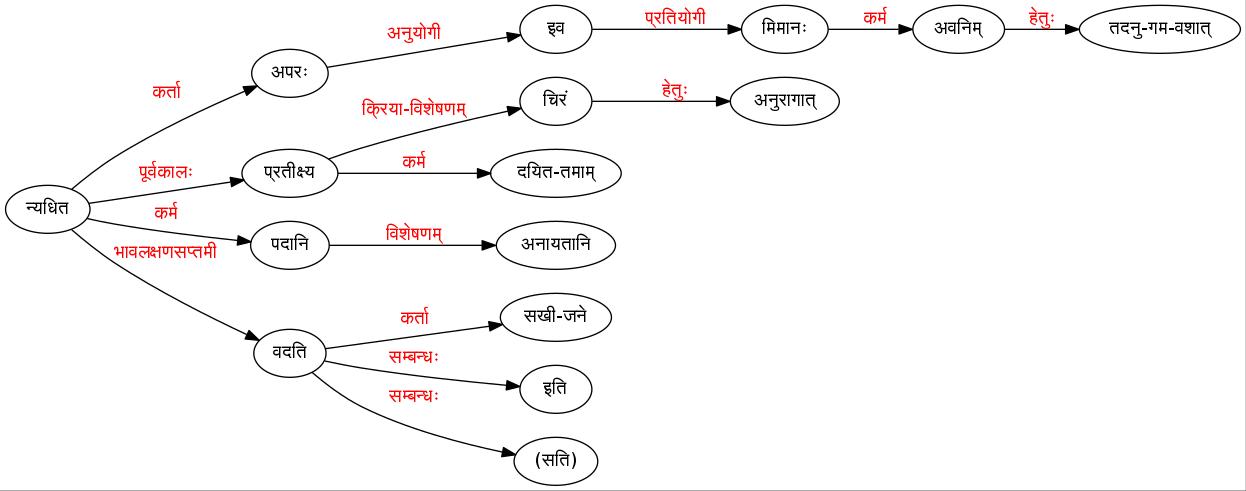 अनुयोगी
इव
प्रतियोगी
मिमानः
कर्म
अवनिम्
हेतुः
तदनु-गम-वशात्
कर्ता
अपरः
क्रिया-विशेषणम्
चिरं
हेतुः
अनुरागात्
पूर्वकालः
प्रतीक्ष्य
कर्म
दयित-तमाम्
न्यधित
कर्म
पदानि
विशेषणम्
अनायतानि
भावलक्षणसप्तमी
वदति
कर्ता
सखी-जने
सम्बन्धः
इति
सम्बन्धः
(सति)